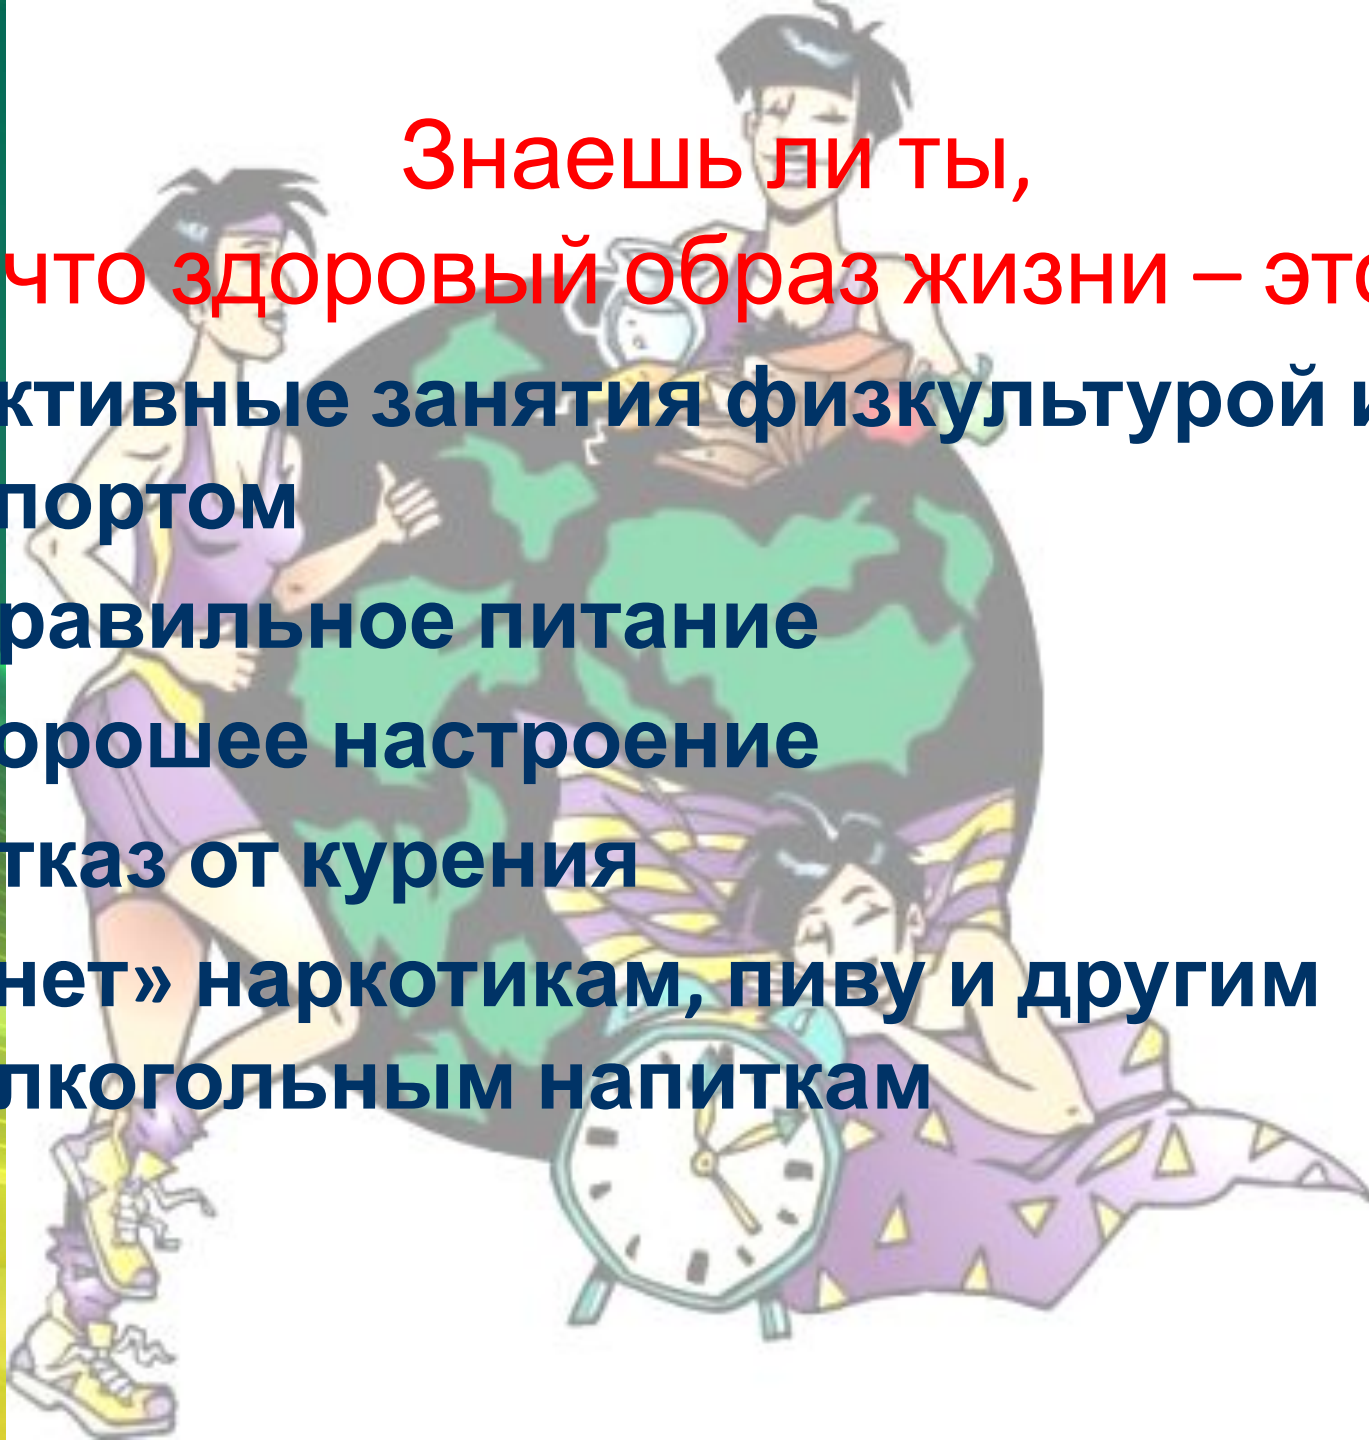 Знаешь ли ты,
что здоровый образ жизни – это
ктивные занятия физкультурой и
портом
равильное питание
орошее настроение
тказ от курения
нет» наркотикам, пиву и другим
лкогольным напиткам